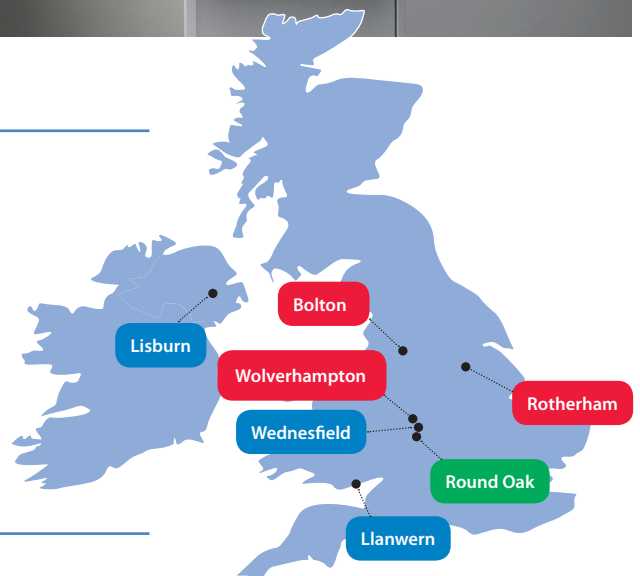 Bolton
Lisburn
Wolverhampton
Rotherham
Wednesfield
Round Oak
Llanwern